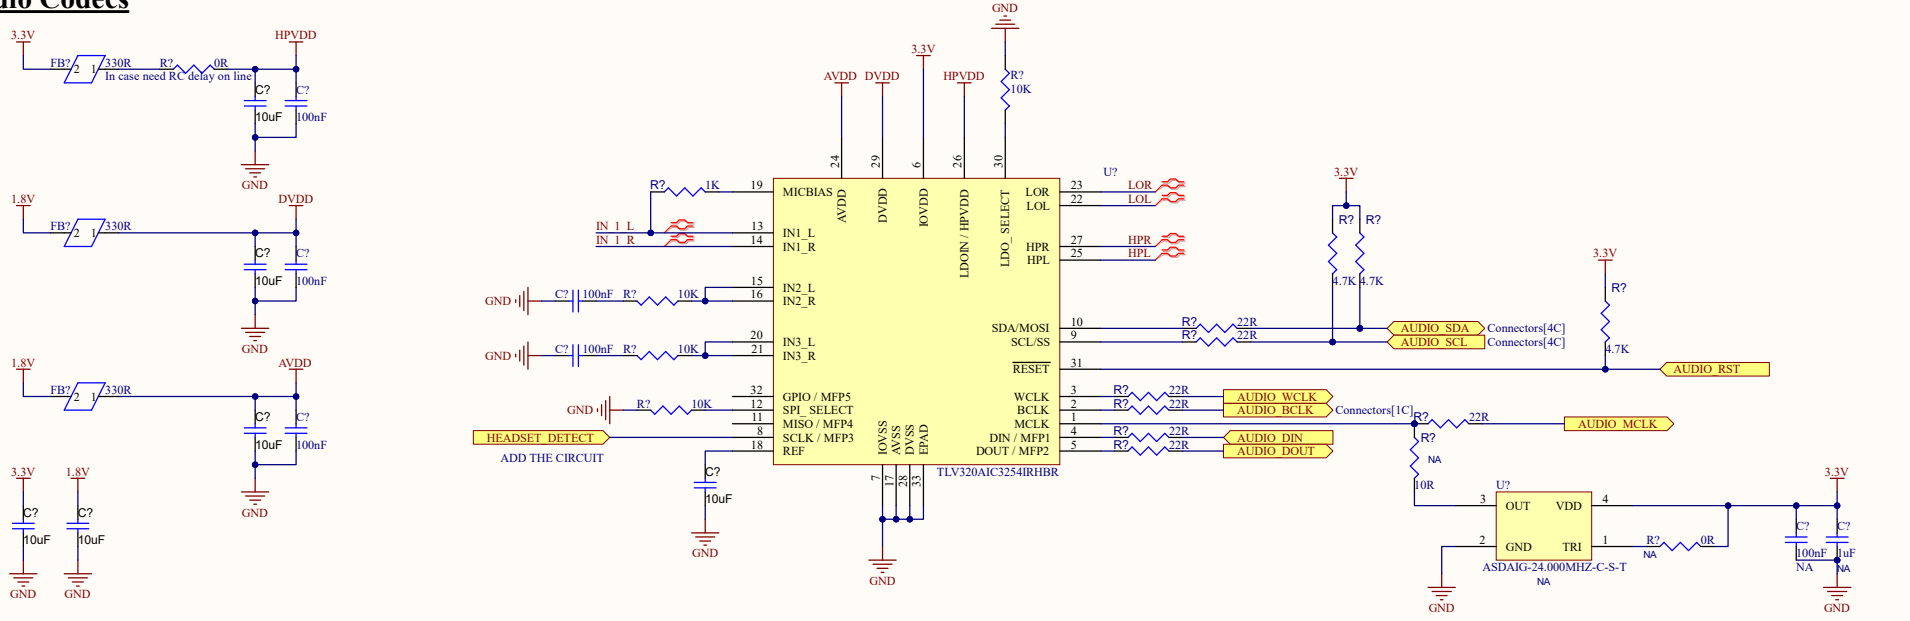 dio Codecs
3.3V
HPVDD
FB?
2
1
330R
R?
0R
In case need RC delay on line
C?
10uF
C?
100nF
GND
1.8V
DVDD
FB?
2
1
330R
C?
10uF
C?
100nF
GND
1.8V
AVDD
FB?
2
1
330R
C?
10uF
C?
100nF
GND
3.3V
C?
10uF
GND
1.8V
C?
10uF
GND
GND
R?
10K
3.3V
AVDD
DVDD
HPVDD
24
29
6
26
30
AVDD
DVDD
IOVDD
LDOIN / HPVDD
LDO_SELECT
U?
R?
1K
19
MICBIAS
IN_1_L
13
IN1_L
IN_1_R
14
IN1_R
GND
C?
100nF
R?
10K
15
IN2_L
16
IN2_R
GND
C?
100nF
R?
10K
20
IN3_L
21
IN3_R
32
GPIO / MFP5
GND
R?
10K
12
SPI_SELECT
11
MISO / MFP4
HEADSET_DETECT
8
SCLK / MFP3
ADD THE CIRCUIT
18
REF
C?
10uF
GND
IOVSS
AVSS
DVSS
EPAD
7
17
28
33
GND
TLV320AIC3254IRHBR
LOR
23
LOR
LOL
22
LOL
HPR
27
HPR
HPL
25
HPL
3.3V
R?
R?
4.7K
4.7K
SDA/MOSI
10
R?
22R
AUDIO_SDA
Connectors[4C]
SCL/SS
9
R?
22R
AUDIO_SCL
Connectors[4C]
3.3V
R?
4.7K
RESET
31
AUDIO_RST
WCLK
3
R?
22R
AUDIO_WCLK
BCLK
2
R?
22R
AUDIO_BCLK
Connectors[1C]
MCLK
1
R?
22R
AUDIO_MCLK
DIN / MFP1
4
R?
22R
AUDIO_DIN
DOUT / MFP2
5
R?
22R
AUDIO_DOUT
R?
NA
10R
U?
3
OUT
VDD
4
2
GND
TRI
1
ASDAIG-24.000MHZ-C-S-T
NA
GND
R?
0R
NA
3.3V
C?
100nF
NA
C?
1uF
NA
GND